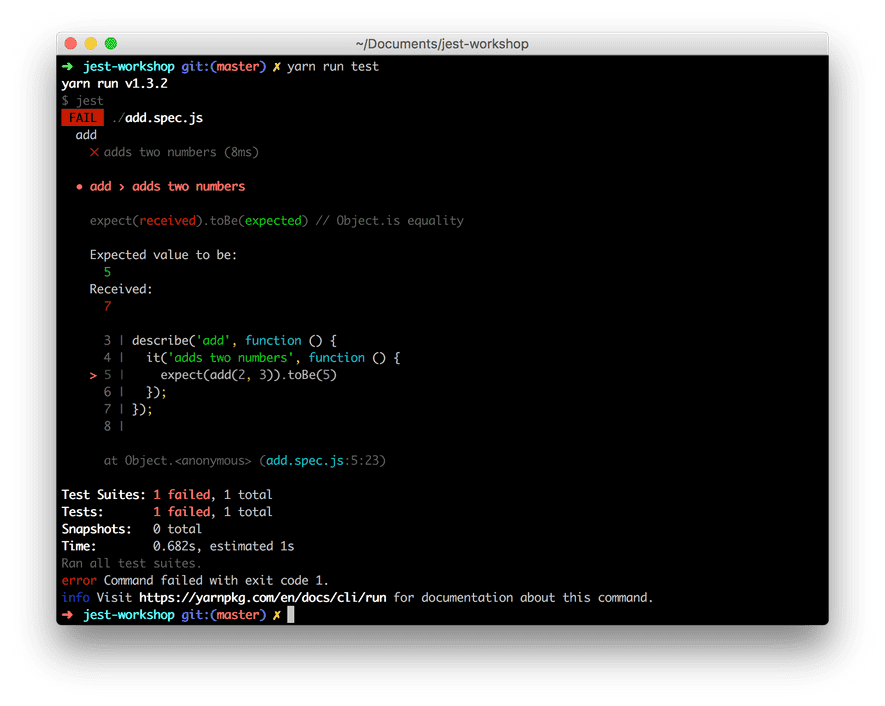 ~/Documents/jest-workshop
➜ jest-workshop git:(master) ✗ yarn run test
yarn run v1.3.2
$ jest
FAIL ./add.spec.js
add
✕ adds two numbers (8ms)
● add › adds two numbers
expect(received).toBe(expected) // Object.is equality
Expected value to be:
5
Received:
7
3 | describe('add', function () {
4 | it('adds two numbers', function () {
> 5 | expect(add(2, 3)).toBe(5)
6 | });
7 | });
8 |
at Object.<anonymous> (add.spec.js:5:23)
Test Suites: 1 failed, 1 total
Tests: 1 failed, 1 total
Snapshots: 0 total
Time: 0.682s, estimated 1s
Ran all test suites.
error Command failed with exit code 1.
info Visit https://yarnpkg.com/en/docs/cli/run for documentation about this command.
➜ jest-workshop git:(master) ✗